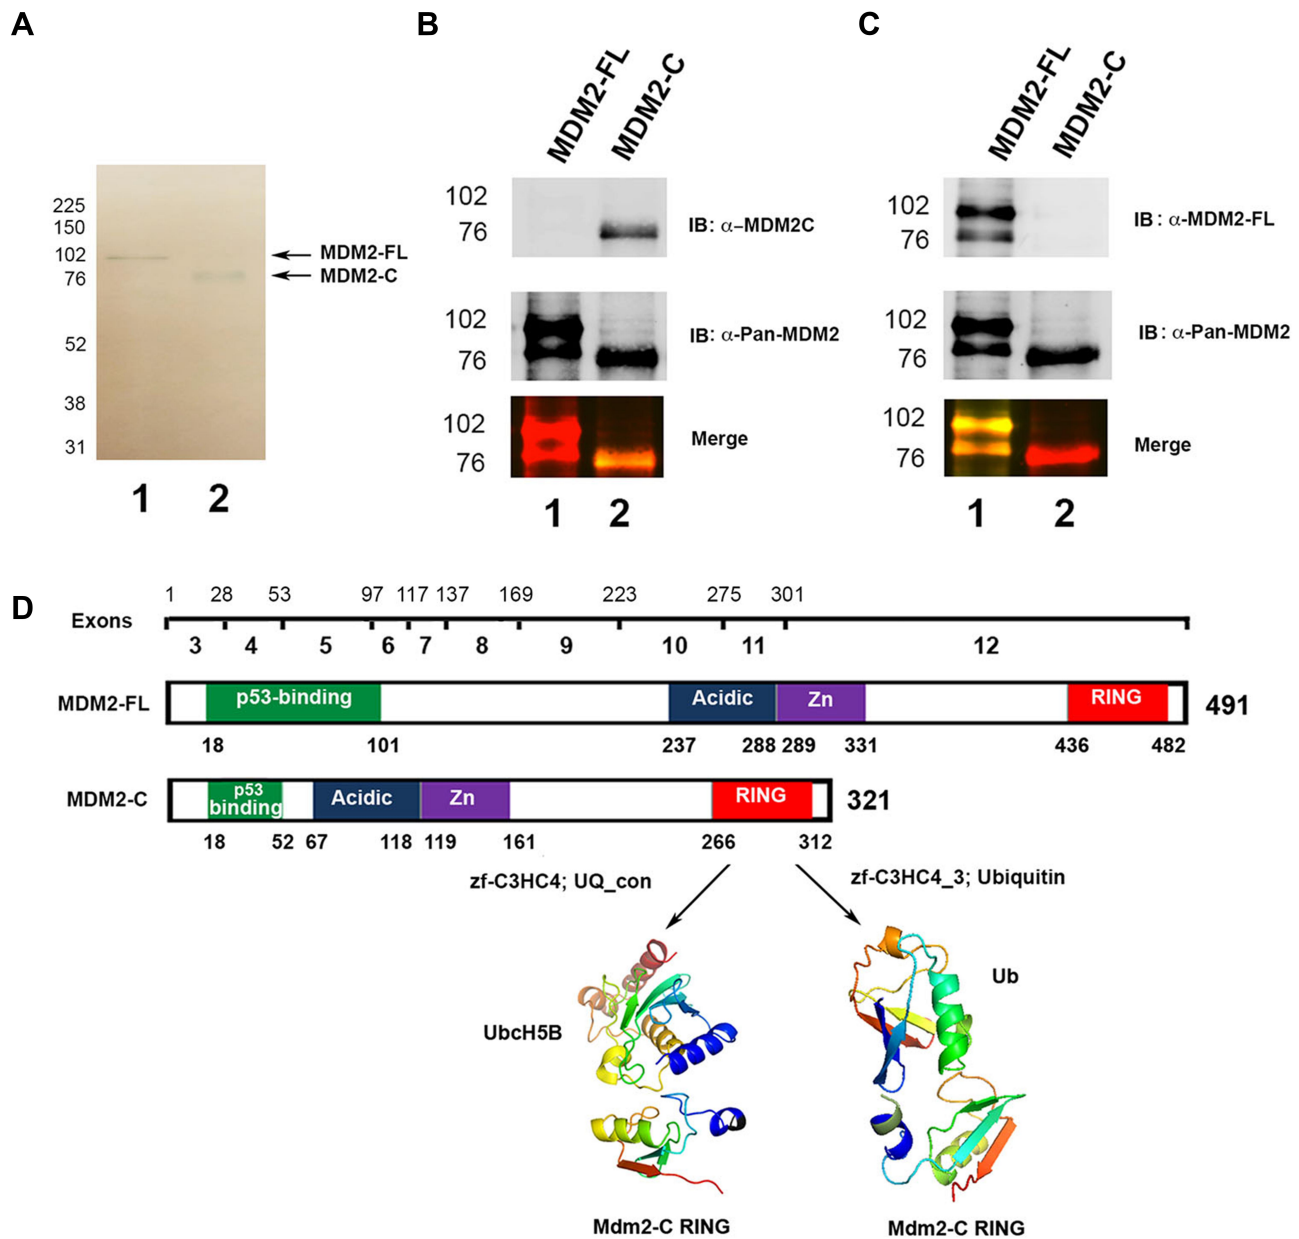 A
225
150
102
76
52
38
31
MDM2-FL
MDM2-C
1 2
B
MDM2-FL
MDM2-C
102
76
IB: α–MDM2C
102
76
IB: α-Pan-MDM2
102
76
Merge
1 2
C
MDM2-FL
MDM2-C
102
76
IB: α-MDM2-FL
102
76
IB: α-Pan-MDM2
102
76
Merge
1 2
D
1 28 53 97 117 137 169 223 275 301
Exons
3 4 5 6 7 8 9 10 11 12
MDM2-FL p53-binding Acidic Zn RING 491
18 101 237 288 289 331 436 482
MDM2-C p53 binding Acidic Zn RING 321
18 52 67 118 119 161 266 312
zf-C3HC4; UQ_con
zf-C3HC4_3; Ubiquitin
UbcH5B
Ub
Mdm2-C RING
Mdm2-C RING